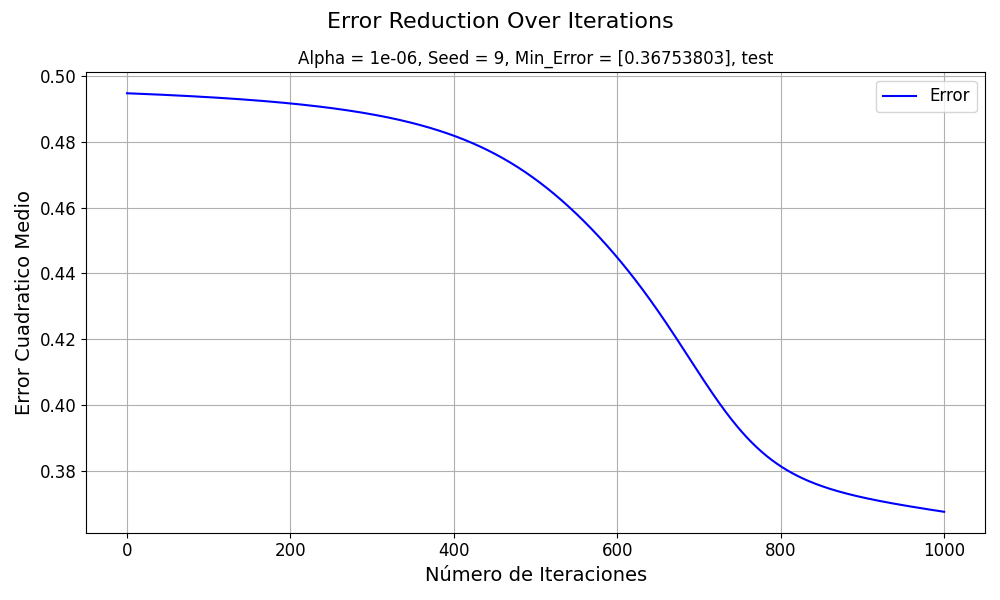 Error Reduction Over Iterations
Alpha = 1e-06, Seed = 9, Min_Error = [0.36753803], test
Error
Error Cuadratico Medio
0.50
0.48
0.46
0.44
0.42
0.40
0.38
0
200
400
600
800
1000
Número de Iteraciones